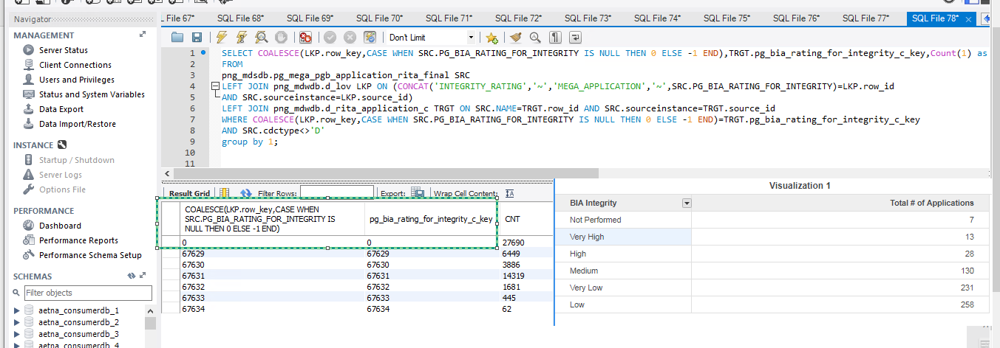 Navigator
L File 67*
SQL File 68*
SQL File 69*
SQL File 70*
SQL File 71*
SQL File 72*
SQL File 73*
SQL File 74*
SQL File 75*
SQL File 76*
SQL File 77*
SQL File 78*
MANAGEMENT
Server Status
Client Connections
Users and Privileges
Status and System Variables
Data Export
Data Import/Restore
INSTANCE
Startup / Shutdown
Server Logs
Options File
PERFORMANCE
Dashboard
Performance Reports
Performance Schema Setup
SCHEMAS
Filter objects
aetna_consumerdb_1
aetna_consumerdb_2
aetna_consumerdb_3
aetna_consumerdb_4
Don't Limit
1 SELECT COALESCE(LKP.row_key,CASE WHEN SRC.PG_BIA_RATING_FOR_INTEGRITY IS NULL THEN 0 ELSE -1 END),TRGT.pg_bia_rating_for_integrity_c_key,Count(1) as
2 FROM
3 png_mdsdb.pg_mega_pgb_application_rita_final SRC
4 LEFT JOIN png_mdwdb.d_lov LKP ON (CONCAT('INTEGRITY_RATING','~','MEGA_APPLICATION','~',SRC.PG_BIA_RATING_FOR_INTEGRITY)=LKP.row_id
5 AND SRC.sourceinstance=LKP.source_id)
6 LEFT JOIN png_mdwdb.d_rita_application_c TRGT ON SRC.NAME=TRGT.row_id AND SRC.sourceinstance=TRGT.source_id
7 WHERE COALESCE(LKP.row_key,CASE WHEN SRC.PG_BIA_RATING_FOR_INTEGRITY IS NULL THEN 0 ELSE -1 END)=TRGT.pg_bia_rating_for_integrity_c_key
8 AND SRC.cdctype<>'D'
9 group by 1;
10
11
Result Grid
Filter Rows:
Export:
Wrap Cell Content:
COALESCE(LKP.row_key,CASE WHEN
SRC.PG_BIA_RATING_FOR_INTEGRITY IS
NULL THEN 0 ELSE -1 END)
pg_bia_rating_for_integrity_c_key
CNT
0 0 27690
67629 67629 6449
67630 67630 3886
67631 67631 14319
67632 67632 1681
67633 67633 445
67634 67634 62
Visualization 1
BIA Integrity Total # of Applications
Not Performed 7
Very High 13
High 28
Medium 130
Very Low 231
Low 258